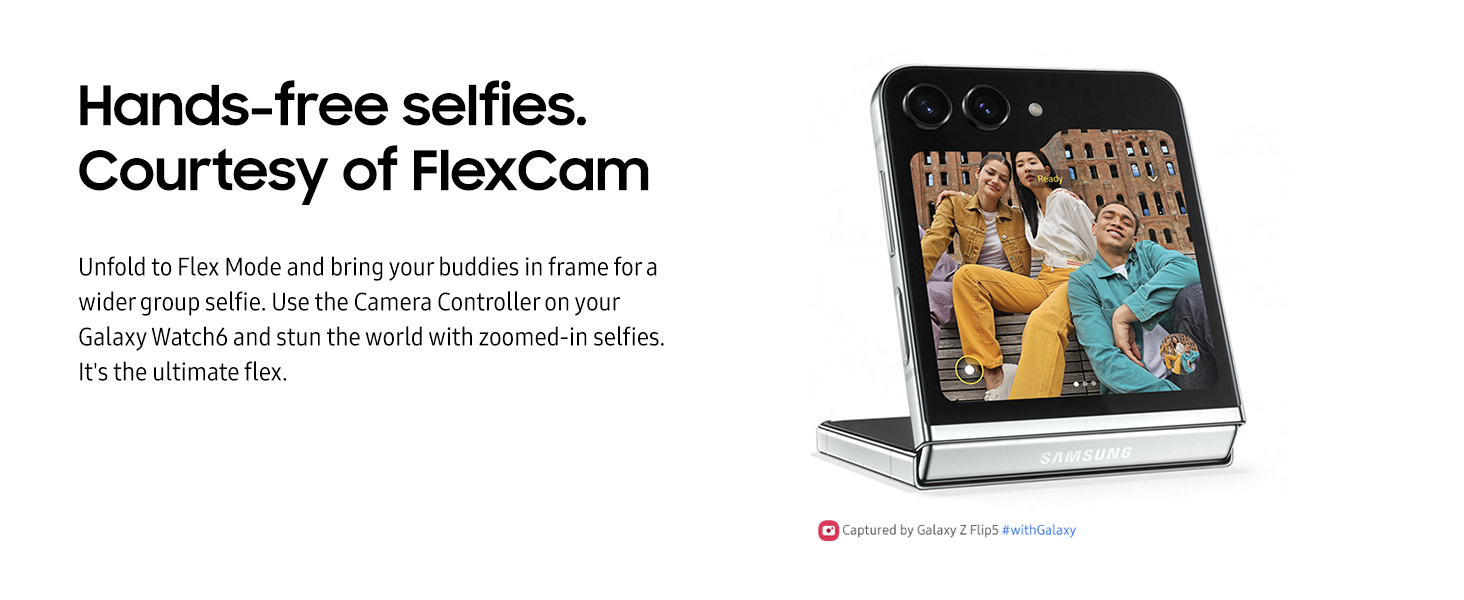 Hands-free selfies.
Courtesy of FlexCam
Unfold to Flex Mode and bring your buddies in frame for a
wider group selfie. Use the Camera Controller on your
Galaxy Watch6 and stun the world with zoomed-in selfies.
It's the ultimate flex.
Ready
SAMSUNG
Captured by Galaxy Z Flip5 #withGalaxy